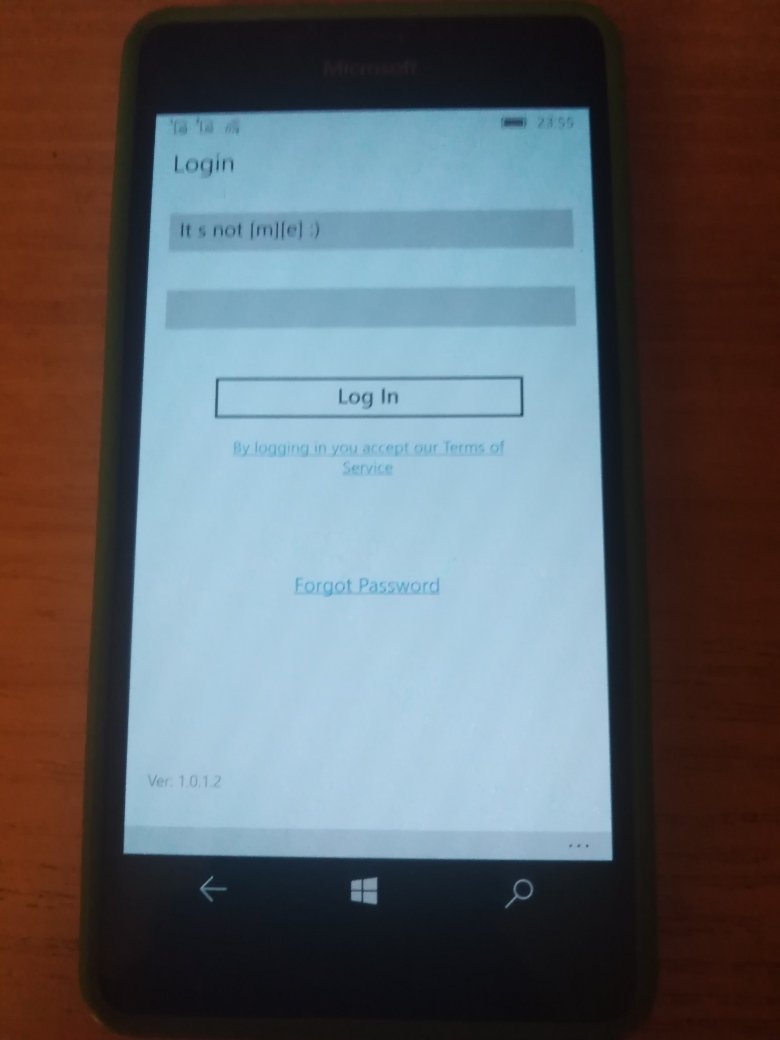 Microsoft
23:55
Login
It s not [m][e] :)
Log In
By logging in you accept our Terms of
Service
Forgot Password
Ver: 1.0.1.2
...